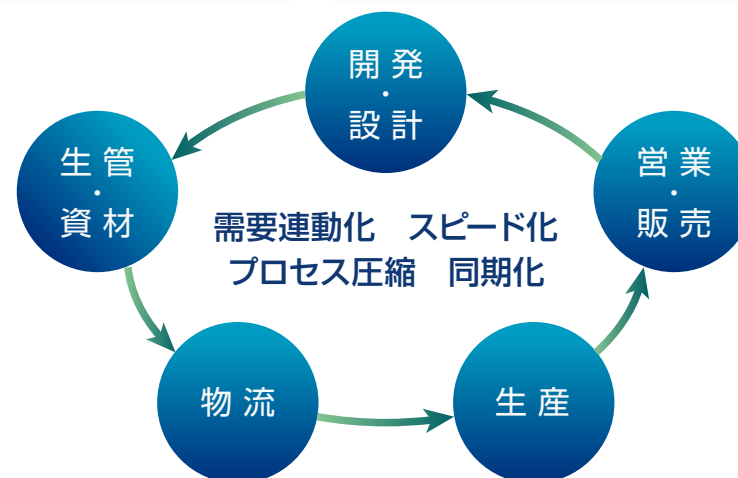 開発
・
設計
生管
・
資材
営業
・
販売
需要連動化　スピード化
プロセス圧縮　同期化
物流
生産